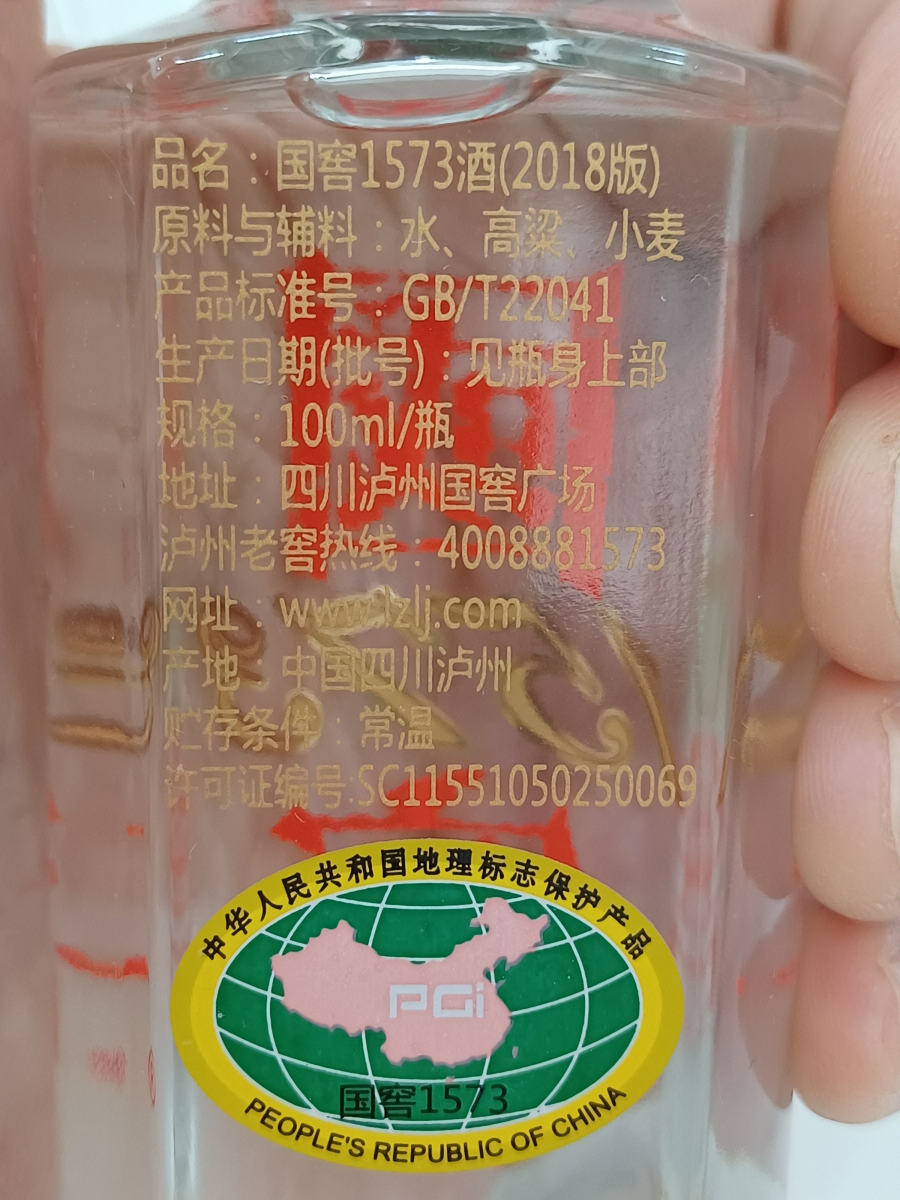 品名：国窖1573酒(2018版)
原料与辅料：水、高粱、小麦
产品标准号：GB/T22041
生产日期(批号)：见瓶身上部
规格：100ml/瓶
地址：四川泸州国窖广场
泸州老窖热线：4008881573
网址：www.lzlj.com
产地：中国四川泸州
贮存条件：常温
许可证编号:SC11551050250069
中华人民共和国地理标志保护产品
PGi
国窖1573
PEOPLE'S REPUBLIC OF CHINA